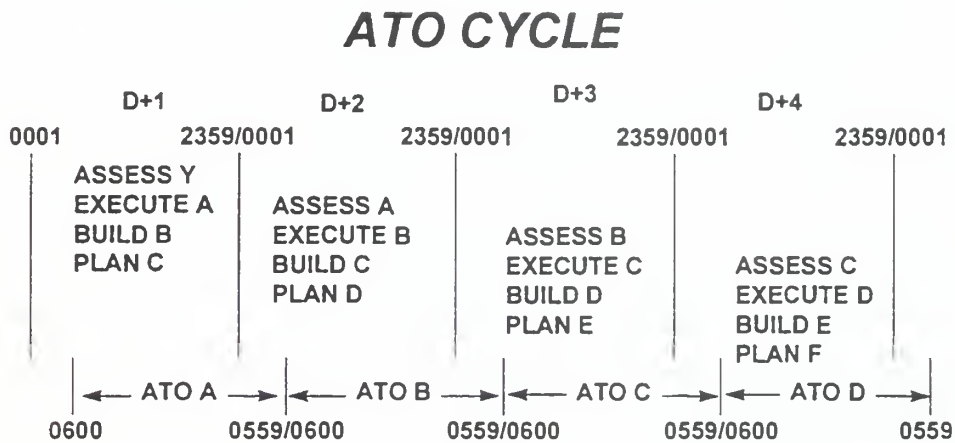 ATO CYCLE
D+1 D+2 D+3 D+4
0001 2359/0001 2359/0001 2359/0001 2359/0001
ASSESS Y
EXECUTE A
BUILD B
PLAN C
ASSESS A
EXECUTE B
BUILD C
PLAN D
ASSESS B
EXECUTE C
BUILD D
PLAN E
ASSESS C
EXECUTE D
BUILD E
PLAN F
ATO A ATO B ATO C ATO D
0600 0559/0600 0559/0600 0559/0600 0559